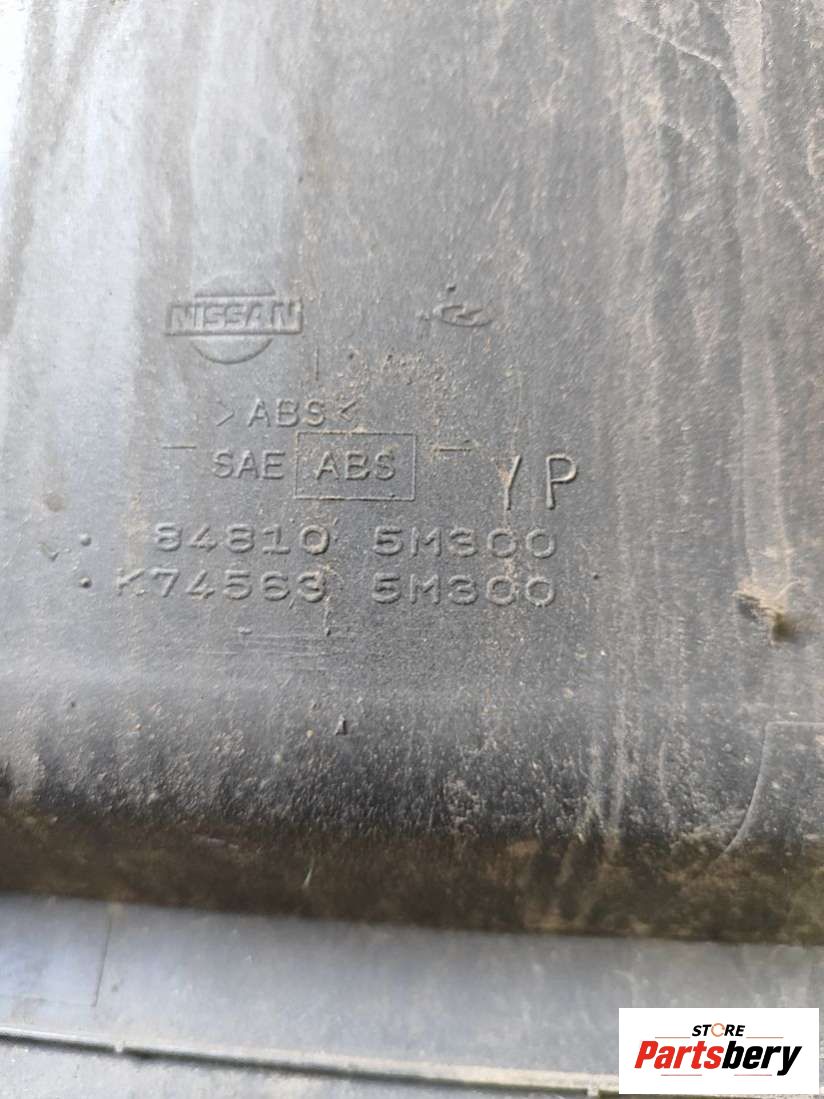 NISSAN
>ABS<
SAE ABS YP
84810 5M300
K74563 5M300
STORE
Partsbery